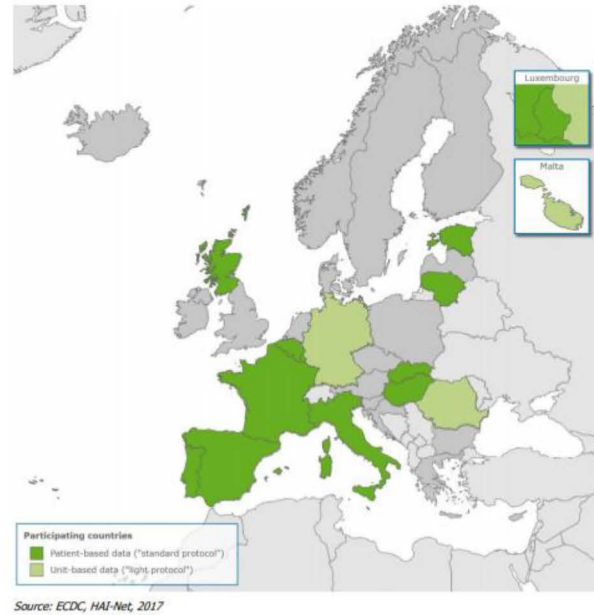 Luxembourg
Malta
Participating countries
Patient-based data ("standard protocol")
Unit-based data ("light protocol")
Source: ECDC, HAI-Net, 2017